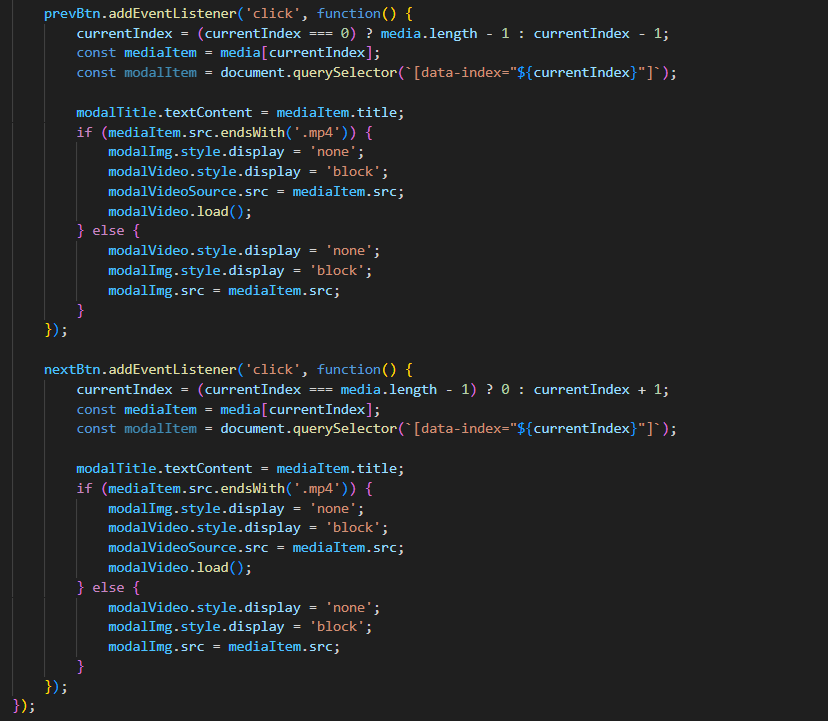 prevBtn.addEventListener('click', function() {
currentIndex = (currentIndex === 0) ? media.length - 1 : currentIndex - 1;
const mediaItem = media[currentIndex];
const modalItem = document.querySelector(`[data-index="${currentIndex}"]`);
modalTitle.textContent = mediaItem.title;
if (mediaItem.src.endsWith('.mp4')) {
modalImg.style.display = 'none';
modalVideo.style.display = 'block';
modalVideoSource.src = mediaItem.src;
modalVideo.load();
} else {
modalVideo.style.display = 'none';
modalImg.style.display = 'block';
modalImg.src = mediaItem.src;
}
});
nextBtn.addEventListener('click', function() {
currentIndex = (currentIndex === media.length - 1) ? 0 : currentIndex + 1;
const mediaItem = media[currentIndex];
const modalItem = document.querySelector(`[data-index="${currentIndex}"]`);
modalTitle.textContent = mediaItem.title;
if (mediaItem.src.endsWith('.mp4')) {
modalImg.style.display = 'none';
modalVideo.style.display = 'block';
modalVideoSource.src = mediaItem.src;
modalVideo.load();
} else {
modalVideo.style.display = 'none';
modalImg.style.display = 'block';
modalImg.src = mediaItem.src;
}
});
});